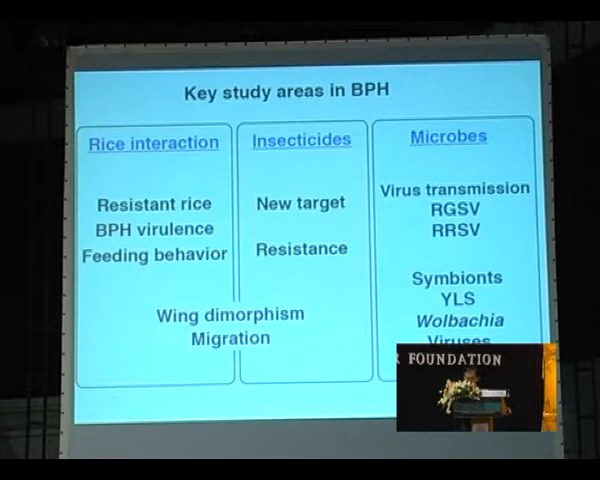 Key study areas in BPH
Rice interaction
Resistant rice
BPH virulence
Feeding behavior
Insecticides
New target
Resistance
Wing dimorphism
Migration
Microbes
Virus transmission
RGSV
RRSV
Symbionts
YLS
Wolbachia
Viruses
FOUNDATION